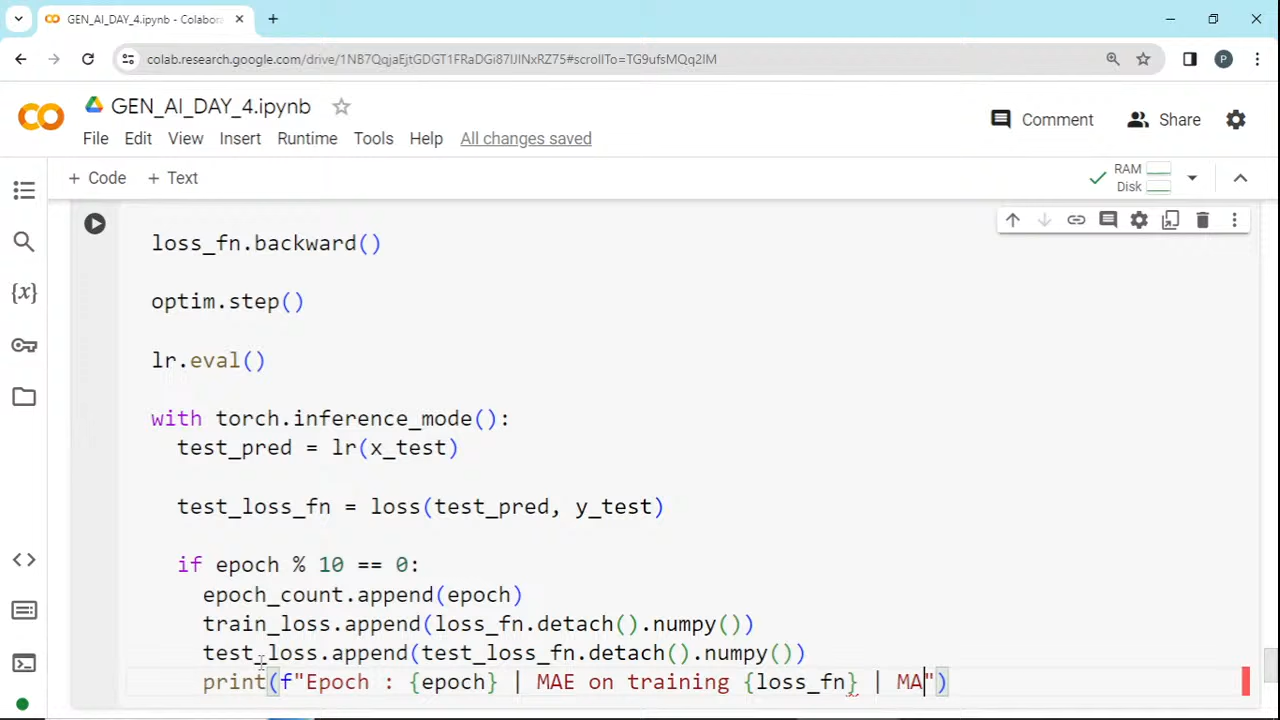 GEN_AI_DAY_4.ipynb - Colabora
colab.research.google.com/drive/1NB7QqjaEjtGDGT1FRaDGi87lJlNxRZ75#scrollTo=TG9ufsMQq2IM
P
GEN_AI_DAY_4.ipynb
Comment
Share
File Edit View Insert Runtime Tools Help All changes saved
+ Code + Text
RAM
Disk
{x}
loss_fn.backward()
optim.step()
lr.eval()
with torch.inference_mode():
test_pred = lr(x_test)
test_loss_fn = loss(test_pred, y_test)
if epoch % 10 == 0:
epoch_count.append(epoch)
train_loss.append(loss_fn.detach().numpy())
test_loss.append(test_loss_fn.detach().numpy())
print(f"Epoch : {epoch} | MAE on training {loss_fn} | MA")